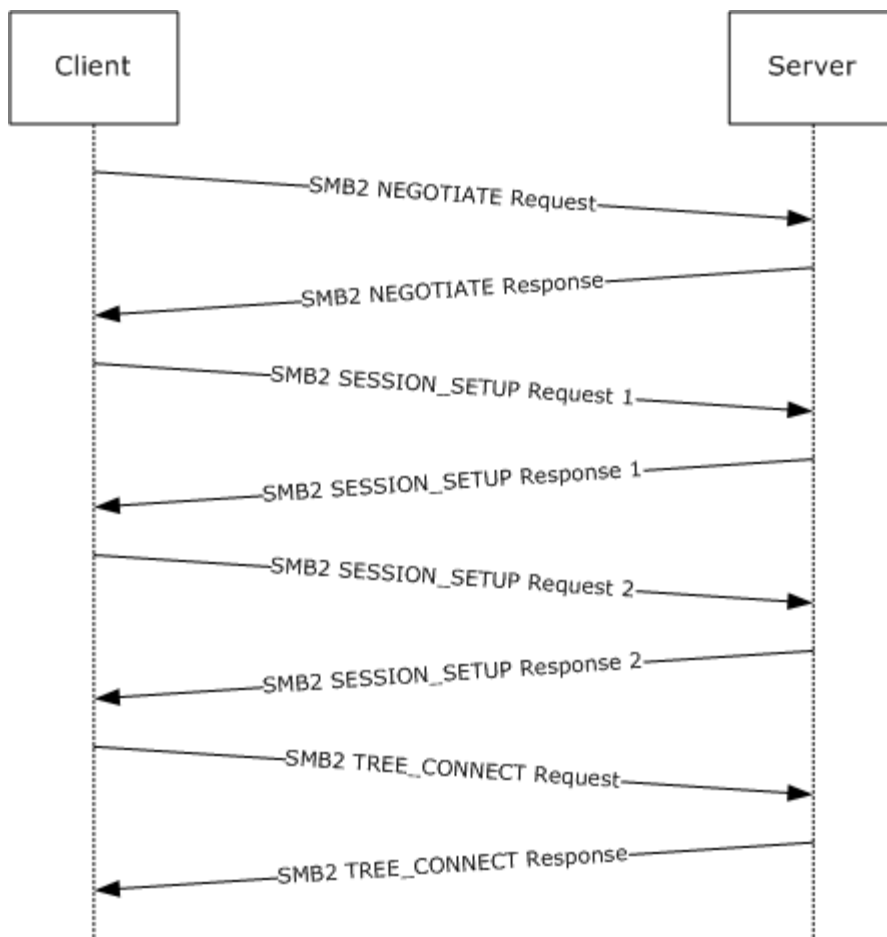 Client
Server
SMB2 NEGOTIATE Request
SMB2 NEGOTIATE Response
SMB2 SESSION_SETUP Request 1
SMB2 SESSION_SETUP Response 1
SMB2 SESSION_SETUP Request 2
SMB2 SESSION_SETUP Response 2
SMB2 TREE_CONNECT Request
SMB2 TREE_CONNECT Response